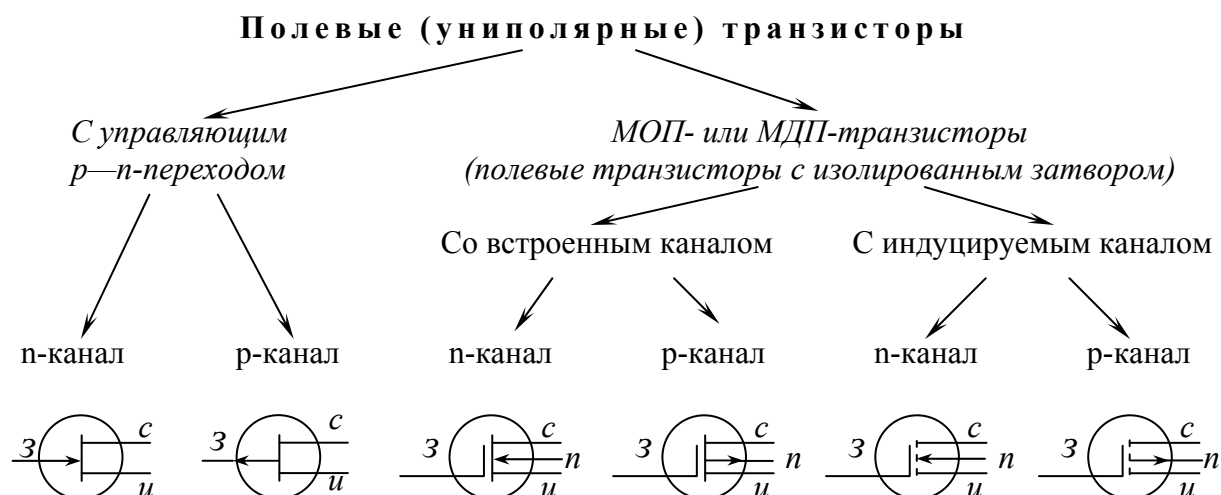 Полевые (униполярные) транзисторы
С управляющим
p—n-переходом
МОП- или МДП-транзисторы
(полевые транзисторы с изолированным затвором)
Со встроенным каналом
С индуцируемым каналом
n-канал
p-канал
n-канал
p-канал
n-канал
p-канал
З
с
и
З
с
и
З
с
п
и
З
с
п
и
З
с
п
и
З
с
п
и